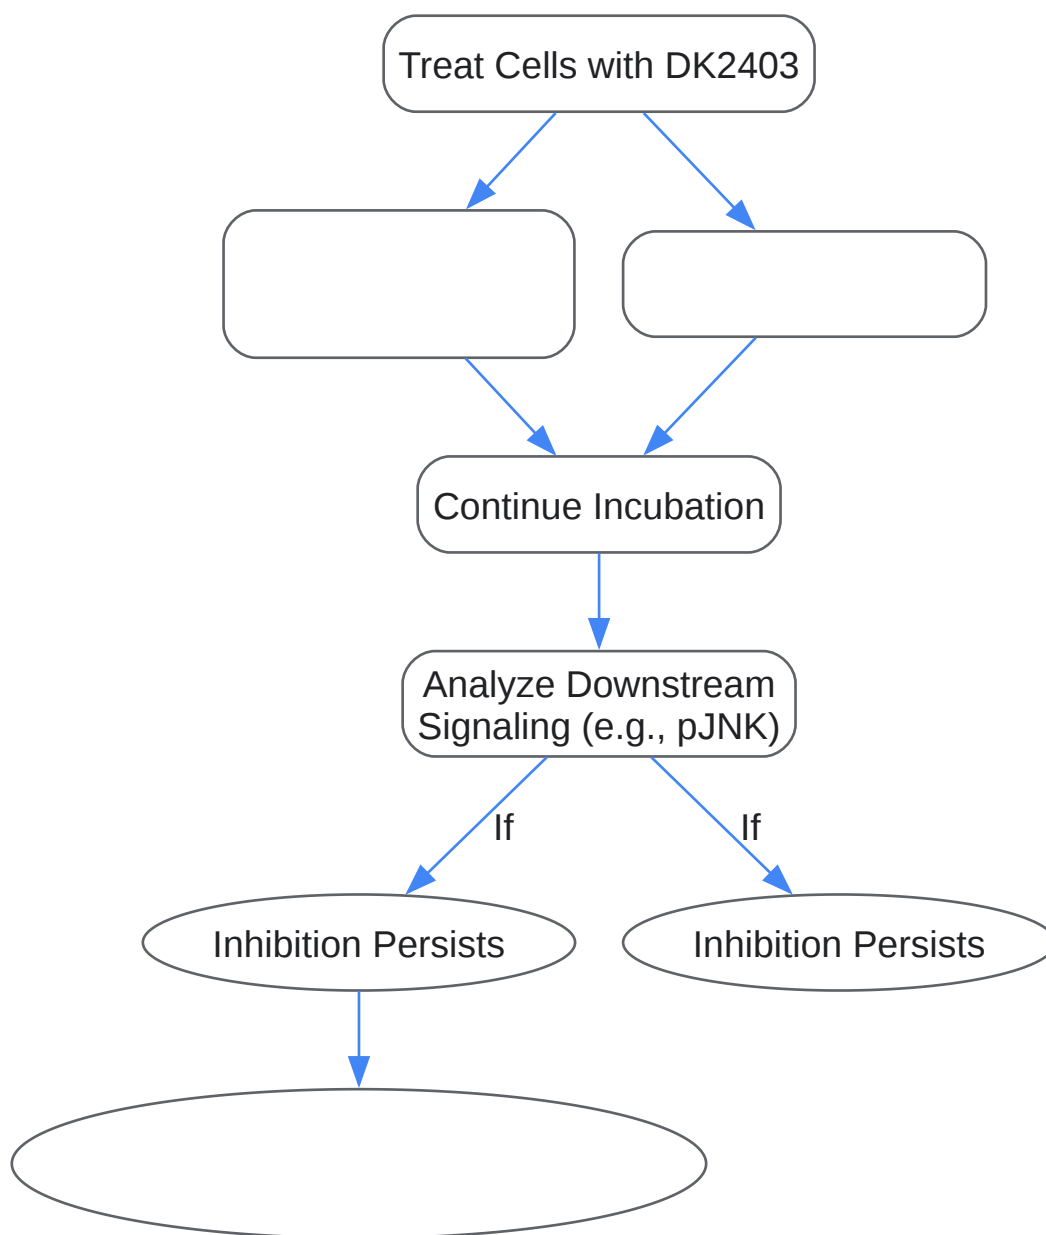 Treat Cells with DK2403
Continue Incubation
Analyze Downstream
Signaling (e.g., pJNK)
If
If
Inhibition Persists
Inhibition Persists